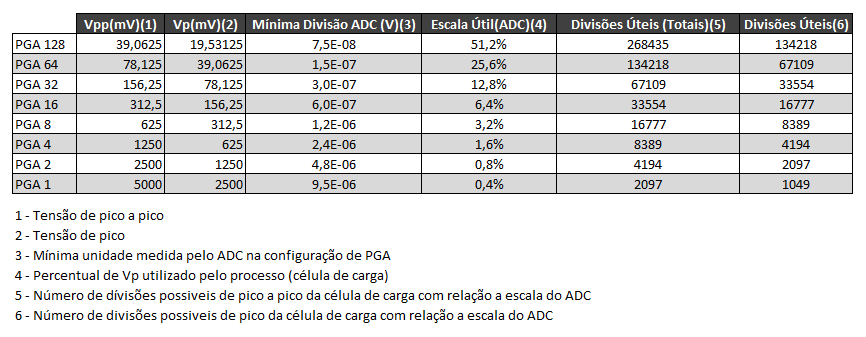 Vpp(mV)(1) Vp(mV)(2) Mínima Divisão ADC (V)(3) Escala Útil(ADC)(4) Divisões Úteis (Totais)(5) Divisões Úteis(6)
PGA 128 39,0625 19,53125 7,5E-08 51,2% 268435 134218
PGA 64 78,125 39,0625 1,5E-07 25,6% 134218 67109
PGA 32 156,25 78,125 3,0E-07 12,8% 67109 33554
PGA 16 312,5 156,25 6,0E-07 6,4% 33554 16777
PGA 8 625 312,5 1,2E-06 3,2% 16777 8389
PGA 4 1250 625 2,4E-06 1,6% 8389 4194
PGA 2 2500 1250 4,8E-06 0,8% 4194 2097
PGA 1 5000 2500 9,5E-06 0,4% 2097 1049
1 - Tensão de pico a pico
2 - Tensão de pico
3 - Mínima unidade medida pelo ADC na configuração de PGA
4 - Percentual de Vp utilizado pelo processo (célula de carga)
5 - Número de dívisões possiveis de pico a pico da célula de carga com relação a escala do ADC
6 - Número de divisões possiveis de pico da célula de carga com relação a escala do ADC